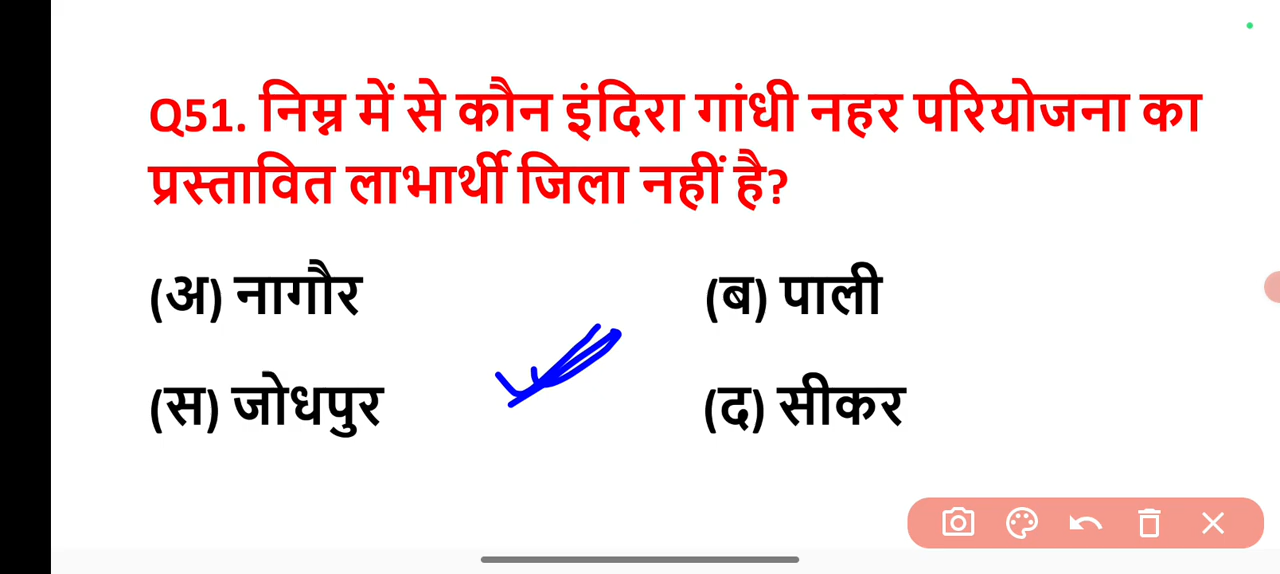 Q51. निम्न में से कौन इंदिरा गांधी नहर परियोजना का
प्रस्तावित लाभार्थी जिला नहीं है?
(अ) नागौर (ब) पाली
(स) जोधपुर (द) सीकर